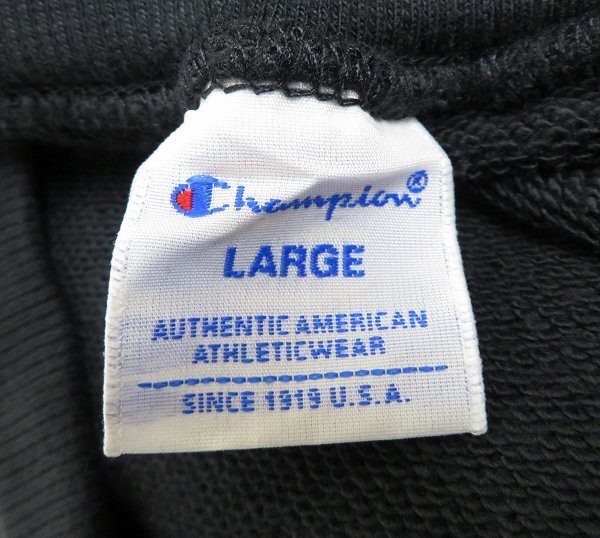 Champion®
LARGE
AUTHENTIC AMERICAN
ATHLETICWEAR
SINCE 1919 U.S.A.